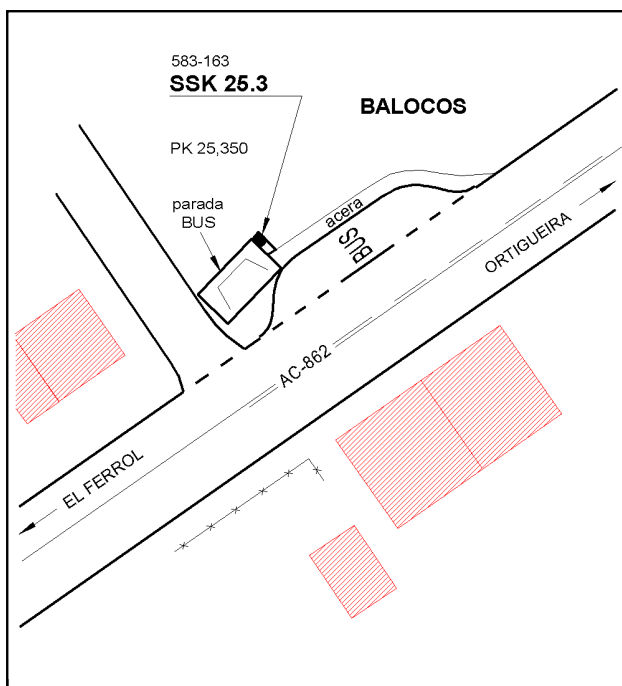 583-163
SSK 25.3
BALOCOS
PK 25,350
parada
BUS
acera
BUS
ORTIGUEIRA
AC-862
EL FERROL